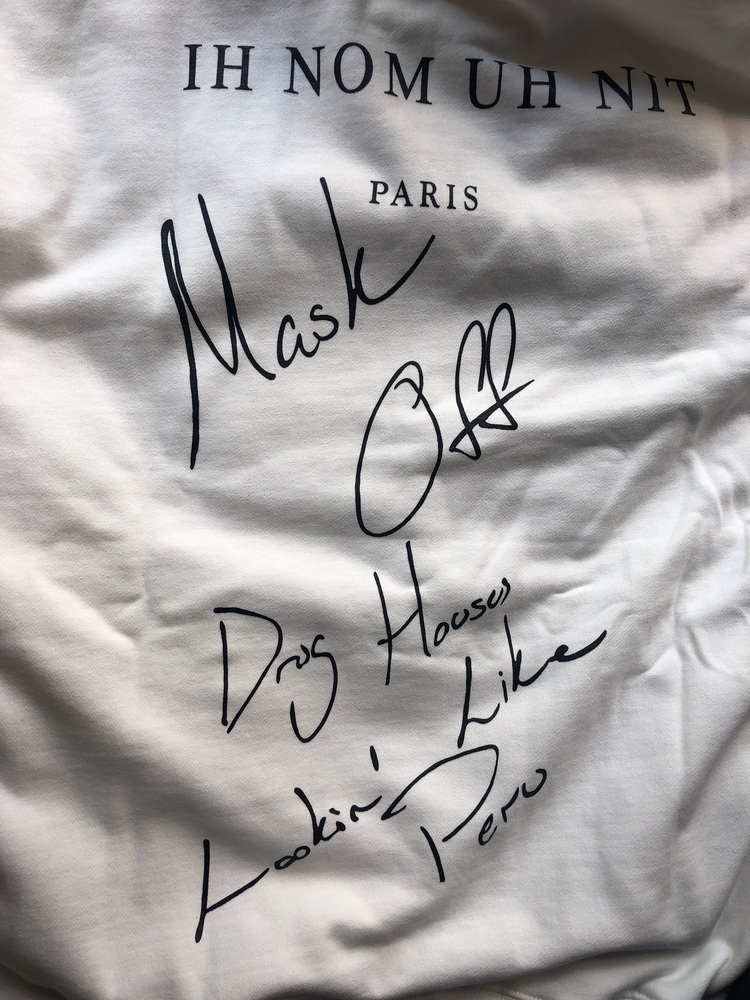 IH NOM UH NIT
PARIS
Mask
Off
Drug Houses
Lookin' Like
Peru